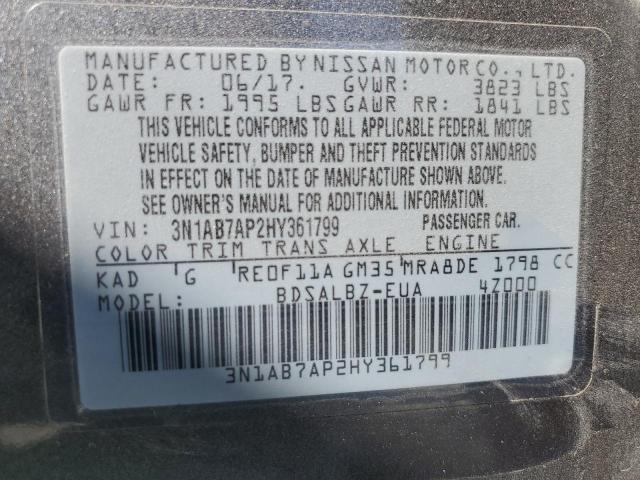 MANUFACTURED BY NISSAN MOTOR CO., LTD.
DATE: 06/17. GVWR: 3823 LBS
GAWR FR: 1995 LBS GAWR RR: 1841 LBS
THIS VEHICLE CONFORMS TO ALL APPLICABLE FEDERAL MOTOR
VEHICLE SAFETY, BUMPER AND THEFT PREVENTION STANDARDS
IN EFFECT ON THE DATE OF MANUFACTURE SHOWN ABOVE.
SEE OWNER'S MANUAL FOR ADDITIONAL INFORMATION.
VIN: 3N1AB7AP2HY361799 PASSENGER CAR.
COLOR TRIM TRANS AXLE ENGINE
KAD G RE0F11A GM35 MRA8DE 1798 CC
BDSALBZ-EUA 4Z000
3N1AB7AP2HY361799